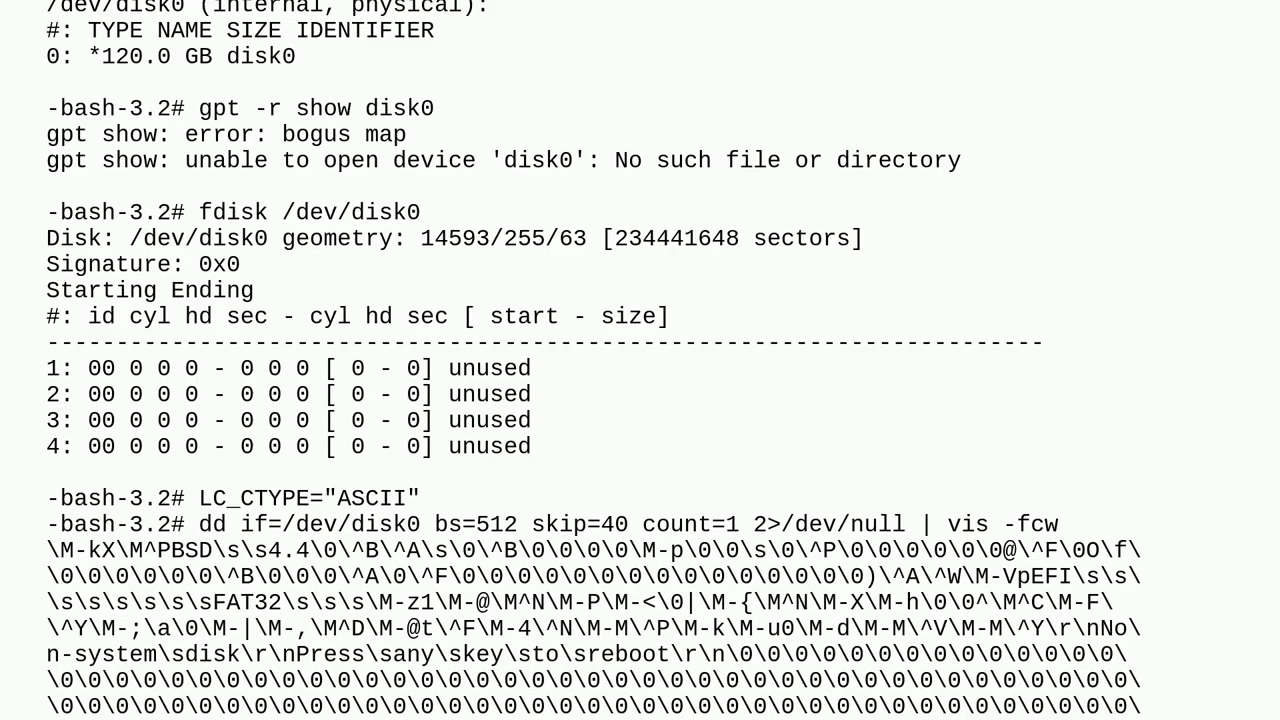 /dev/disk0 (internal, physical):
#: TYPE NAME SIZE IDENTIFIER
0: *120.0 GB disk0
-bash-3.2# gpt -r show disk0
gpt show: error: bogus map
gpt show: unable to open device 'disk0': No such file or directory
-bash-3.2# fdisk /dev/disk0
Disk: /dev/disk0 geometry: 14593/255/63 [234441648 sectors]
Signature: 0x0
Starting Ending
#: id cyl hd sec - cyl hd sec [ start - size]
------------------------------------------------------------------------
1: 00 0 0 0 - 0 0 0 [ 0 - 0] unused
2: 00 0 0 0 - 0 0 0 [ 0 - 0] unused
3: 00 0 0 0 - 0 0 0 [ 0 - 0] unused
4: 00 0 0 0 - 0 0 0 [ 0 - 0] unused
-bash-3.2# LC_CTYPE="ASCII"
-bash-3.2# dd if=/dev/disk0 bs=512 skip=40 count=1 2>/dev/null | vis -fcw
\M-kX\M^PBSD\s\s4.4\0\^B\^A\s\0\^B\0\0\0\0\M-p\0\0\s\0\^P\0\0\0\0\0\0@\^F\0O\f\
\0\0\0\0\0\0\^B\0\0\0\^A\0\^F\0\0\0\0\0\0\0\0\0\0\0\0\0\0\0)\^A\^W\M-VpEFI\s\s\
\s\s\s\s\s\sFAT32\s\s\s\M-z1\M-@\M^N\M-P\M-<\0|\M-{\M^N\M-X\M-h\0\0^\M^C\M-F\
\^Y\M-;\a\0\M-|\M-,\M^D\M-@t\^F\M-4\^N\M-M\^P\M-k\M-u0\M-d\M-M\^V\M-M\^Y\r\nNo\
n-system\sdisk\r\nPress\sany\skey\sto\sreboot\r\n\0\0\0\0\0\0\0\0\0\0\0\0\0\0\
\0\0\0\0\0\0\0\0\0\0\0\0\0\0\0\0\0\0\0\0\0\0\0\0\0\0\0\0\0\0\0\0\0\0\0\0\0\0\0\
\0\0\0\0\0\0\0\0\0\0\0\0\0\0\0\0\0\0\0\0\0\0\0\0\0\0\0\0\0\0\0\0\0\0\0\0\0\0\0\